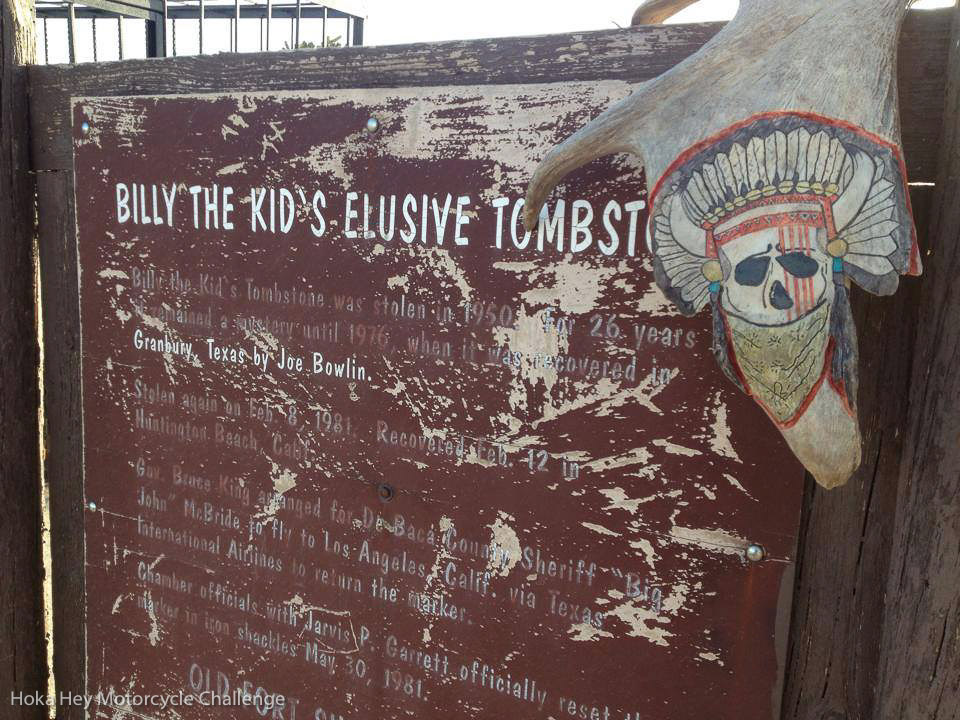 BILLY THE KID'S ELUSIVE TOMBST
Billy the Kid's Tombstone was stolen in 1950. For 26 years
it remained a mystery until 1976, when it was recovered in
Granbury, Texas by Joe Bowlin.
Stolen again on Feb. 8, 1981. Recovered Feb. 12 in
Huntington Beach, Calif.
Gov. Bruce King arranged for De Baca County Sheriff "Big
John" McBride to fly to Los Angeles, Calif. via Texas
International Airlines to return the marker.
Chamber officials with Jarvis P. Garrett officially reset th
marker in iron shackles May 30, 1981.
OLD FORT SU
Hoka Hey Motorcycle Challenge